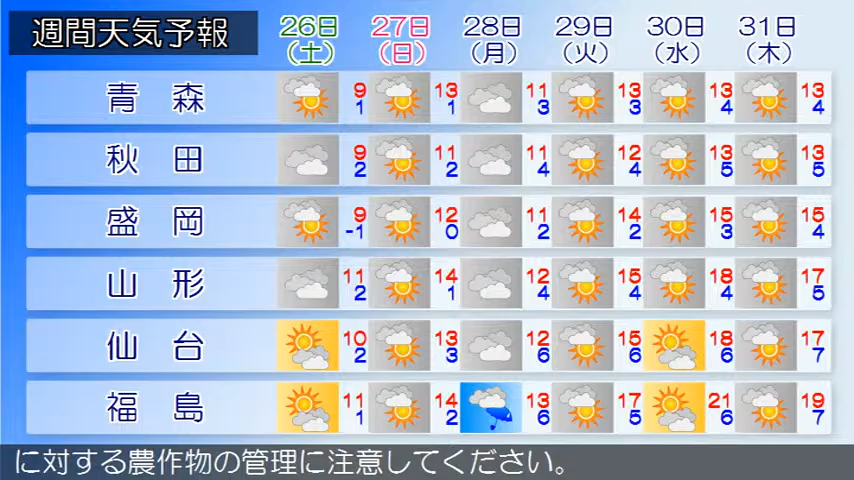 週間天気予報 26日(土) 27日(日) 28日(月) 29日(火) 30日(水) 31日(木)
青森 9 1 13 1 11 3 13 3 13 4 13 4
秋田 9 2 11 2 11 4 12 4 13 5 13 5
盛岡 9 -1 12 0 11 2 14 2 15 3 15 4
山形 11 2 14 1 12 4 15 4 18 4 17 5
仙台 10 2 13 3 12 6 15 6 18 6 17 7
福島 11 1 14 2 13 6 17 5 21 6 19 7
に対する農作物の管理に注意してください。